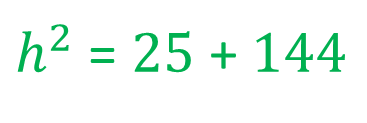 h² = 25 + 144